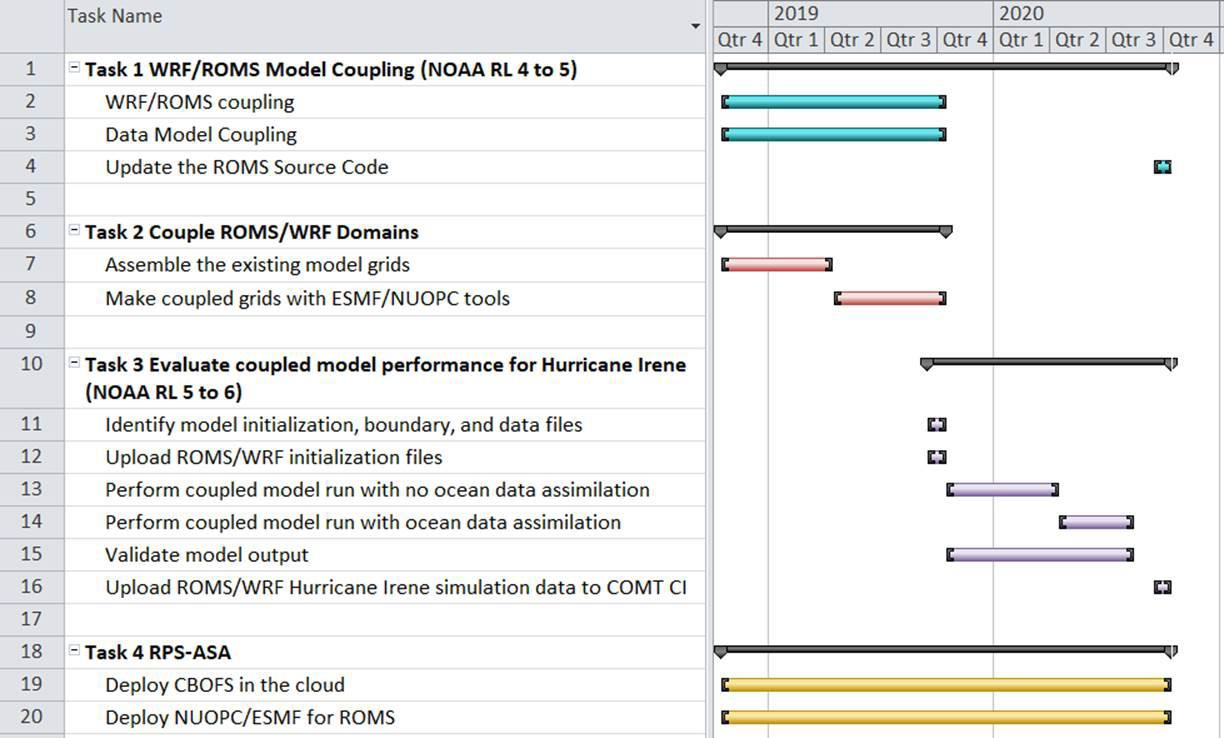 Task Name
2019 2020
Qtr 4 Qtr 1 Qtr 2 Qtr 3 Qtr 4 Qtr 1 Qtr 2 Qtr 3 Qtr 4
1 Task 1 WRF/ROMS Model Coupling (NOAA RL 4 to 5)
2 WRF/ROMS coupling
3 Data Model Coupling
4 Update the ROMS Source Code
5
6 Task 2 Couple ROMS/WRF Domains
7 Assemble the existing model grids
8 Make coupled grids with ESMF/NUOPC tools
9
10 Task 3 Evaluate coupled model performance for Hurricane Irene
(NOAA RL 5 to 6)
11 Identify model initialization, boundary, and data files
12 Upload ROMS/WRF initialization files
13 Perform coupled model run with no ocean data assimilation
14 Perform coupled model run with ocean data assimilation
15 Validate model output
16 Upload ROMS/WRF Hurricane Irene simulation data to COMT CI
17
18 Task 4 RPS-ASA
19 Deploy CBOFS in the cloud
20 Deploy NUOPC/ESMF for ROMS